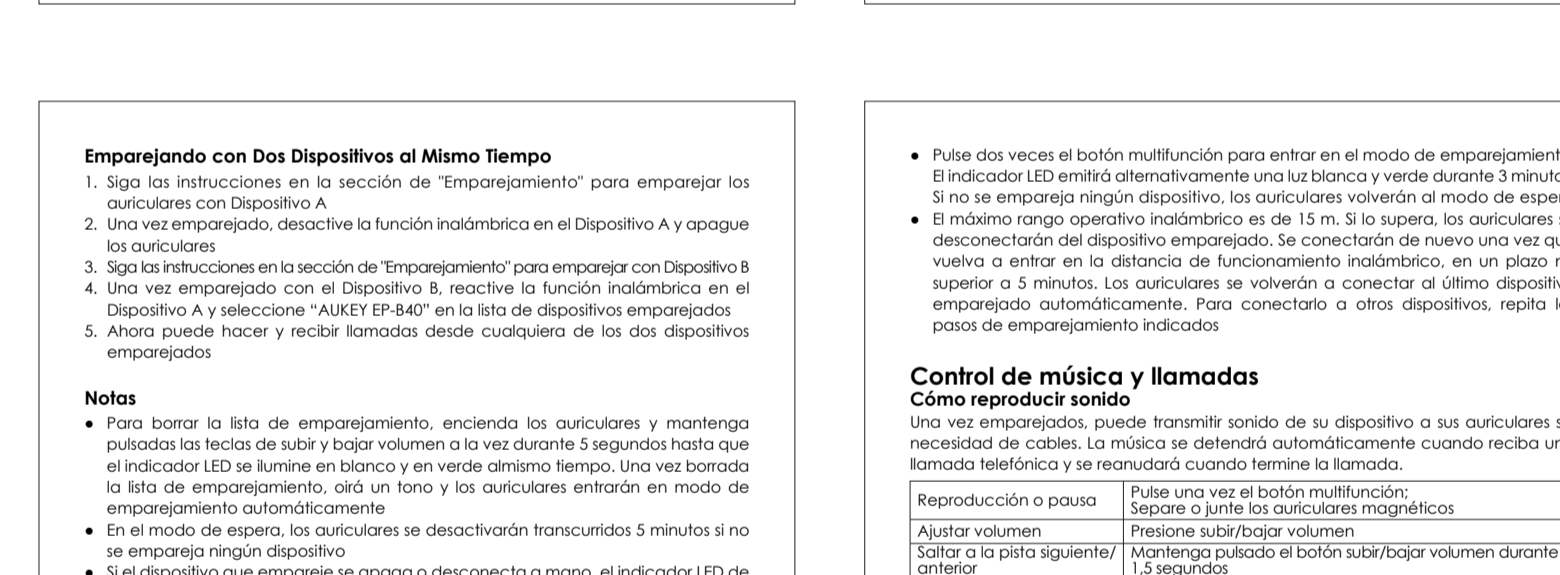 Emparejando con Dos Dispositivos al Mismo Tiempo
1. Siga las instrucciones en la sección de "Emparejamiento" para emparejar los
auriculares con Dispositivo A
2. Una vez emparejado, desactive la función inalámbrica en el Dispositivo A y apague
los auriculares
3. Siga las instrucciones en la sección de "Emparejamiento" para emparejar con Dispositivo B
4. Una vez emparejado con el Dispositivo B, reactive la función inalámbrica en el
Dispositivo A y seleccione “AUKEY EP-B40” en la lista de dispositivos emparejados
5. Ahora puede hacer y recibir llamadas desde cualquiera de los dos dispositivos
emparejados
Notas
● Para borrar la lista de emparejamiento, encienda los auriculares y mantenga
pulsadas las teclas de subir y bajar volumen a la vez durante 5 segundos hasta que
el indicador LED se ilumine en blanco y en verde almismo tiempo. Una vez borrada
la lista de emparejamiento, oirá un tono y los auriculares entrarán en modo de
emparejamiento automáticamente
● En el modo de espera, los auriculares se desactivarán transcurridos 5 minutos si no
se empareja ningún dispositivo
● Si el dispositivo que empareje se apaga o desconecta a mano, el indicador LED de
● Pulse dos veces el botón multifunción para entrar en el modo de emparejamient
El indicador LED emitirá alternativamente una luz blanca y verde durante 3 minuto
Si no se empareja ningún dispositivo, los auriculares volverán al modo de espe
● El máximo rango operativo inalámbrico es de 15 m. Si lo supera, los auriculares
desconectarán del dispositivo emparejado. Se conectarán de nuevo una vez qu
vuelva a entrar en la distancia de funcionamiento inalámbrico, en un plazo
superior a 5 minutos. Los auriculares se volverán a conectar al último dispositiv
emparejado automáticamente. Para conectarlo a otros dispositivos, repita l
pasos de emparejamiento indicados
Control de música y llamadas
Cómo reproducir sonido
Una vez emparejados, puede transmitir sonido de su dispositivo a sus auriculares s
necesidad de cables. La música se detendrá automáticamente cuando reciba un
llamada telefónica y se reanudará cuando termine la llamada.
Reproducción o pausa
Pulse una vez el botón multifunción;
Separe o junte los auriculares magnéticos
Ajustar volumen
Presione subir/bajar volumen
Saltar a la pista siguiente/
anterior
Mantenga pulsado el botón subir/bajar volumen durante
1,5 segundos